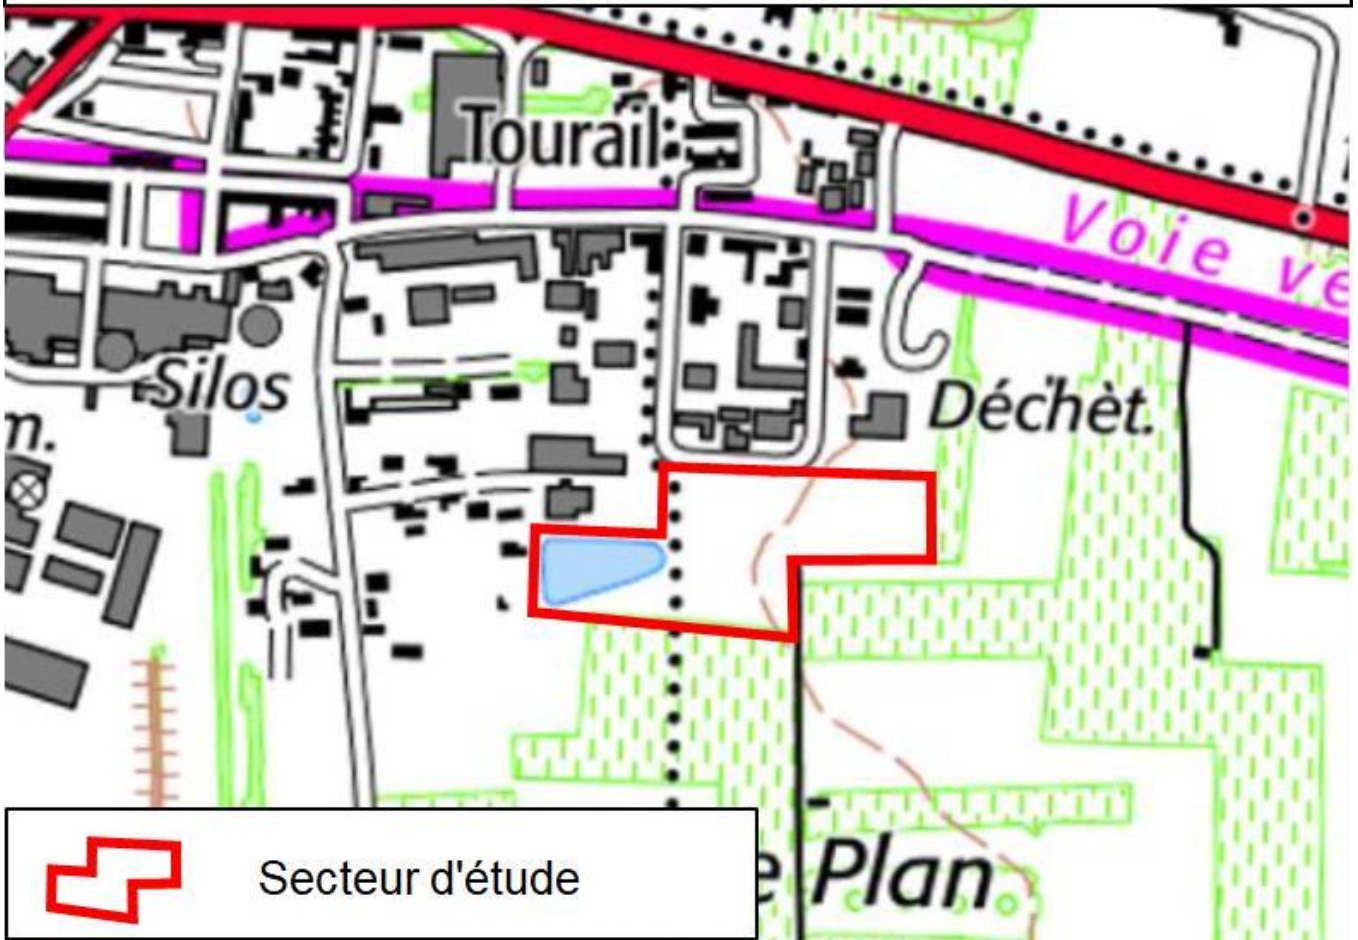 Tourail
Voie ve
Silos
Déchèt.
m.
e Plan
Secteur d'étude